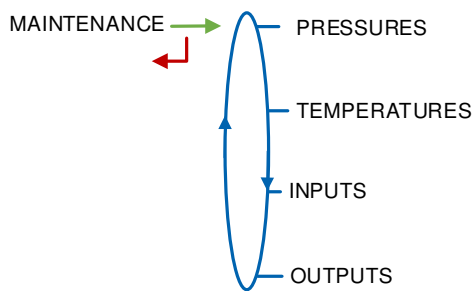 MAINTENANCE
PRESSURES
TEMPERATURES
INPUTS
OUTPUTS